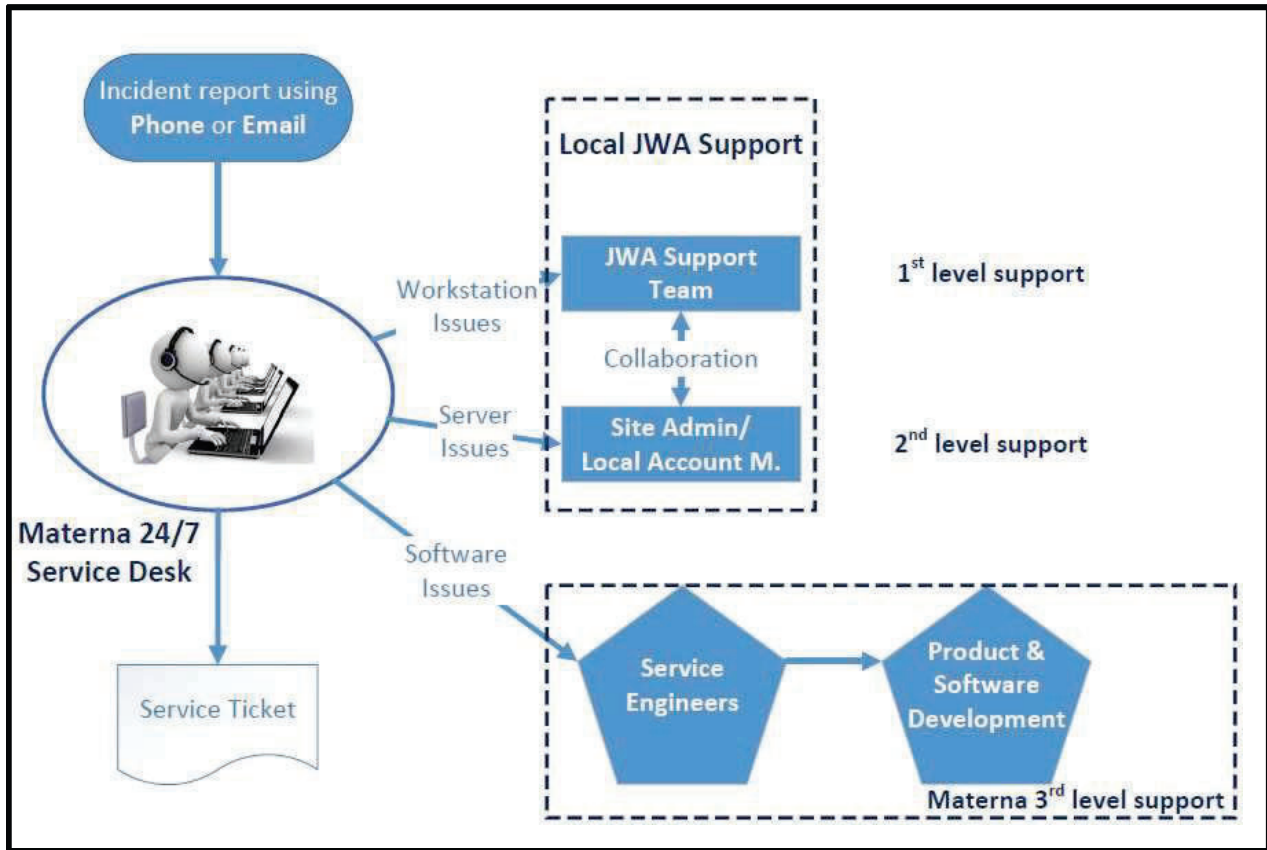 Incident report using
Phone or Email
Local JWA Support
JWA Support
Team
1st level support
Workstation
Issues
Collaboration
Server
Issues
Site Admin/
Local Account M.
2nd level support
Materna 24/7
Service Desk
Software
Issues
Service Ticket
Service
Engineers
Product &
Software
Development
Materna 3rd level support